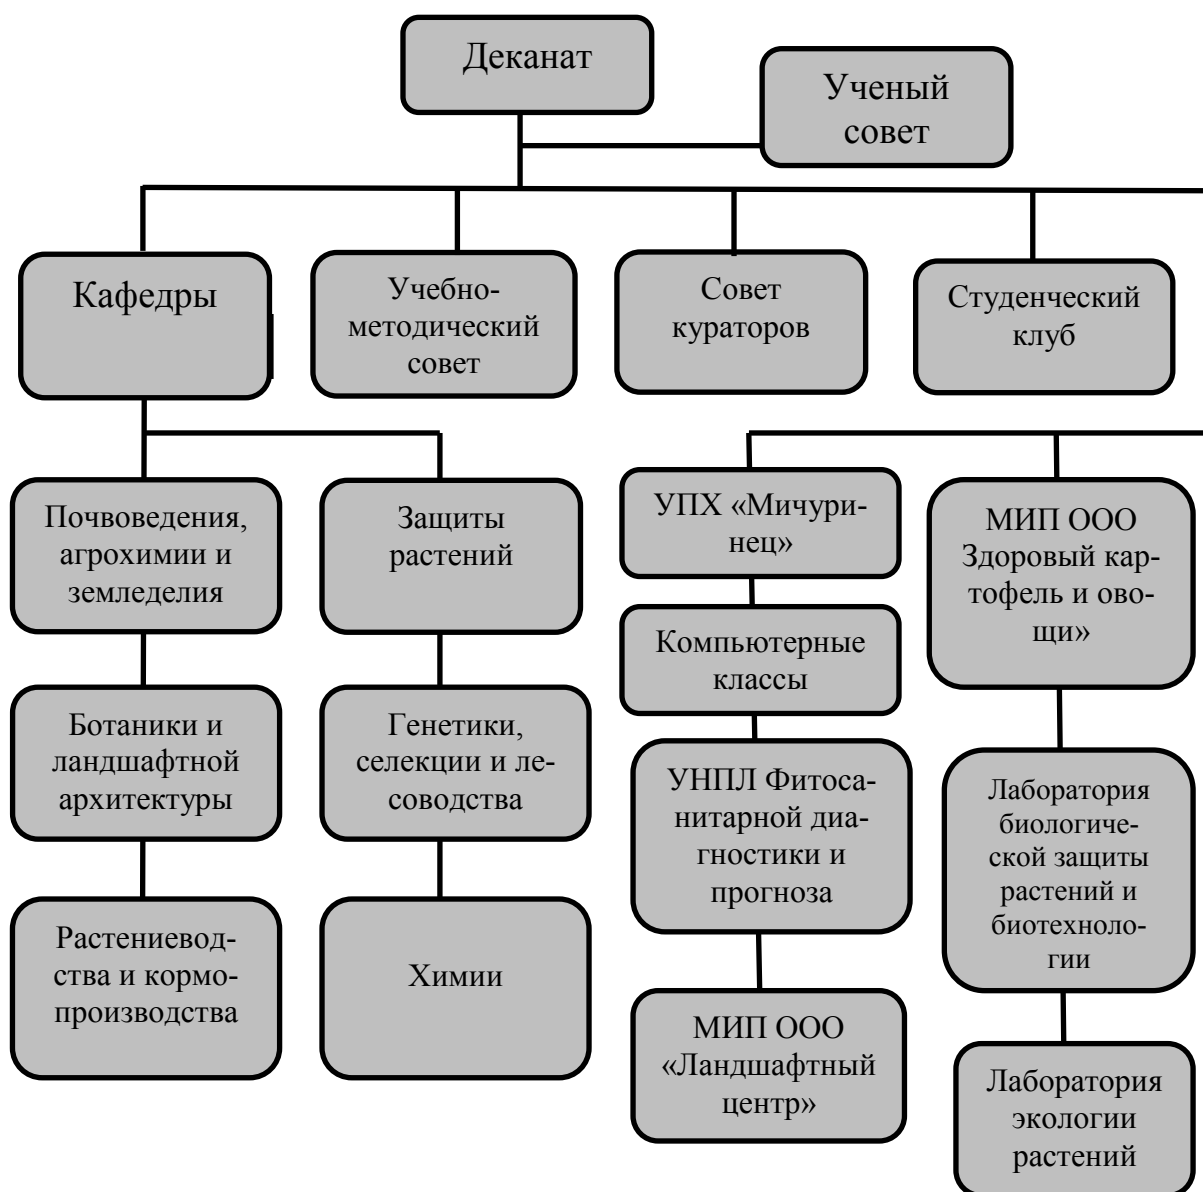 Деканат
Ученый
совет
Кафедры
Учебно-
методический
совет
Совет
кураторов
Студенческий
клуб
Почвоведения,
агрохимии и
земледелия
Защиты
растений
УПХ «Мичури-
нец»
МИП ООО
Здоровый кар-
тофель и ово-
щи»
Компьютерные
классы
Ботаники и
ландшафтной
архитектуры
Генетики,
селекции и ле-
соводства
УНПЛ Фитоса-
нитарной диа-
гностики и
прогноза
Лаборатория
биологиче-
ской защиты
растений и
биотехноло-
гии
Растениевод-
ства и кормо-
производства
Химии
МИП ООО
«Ландшафтный
центр»
Лаборатория
экологии
растений